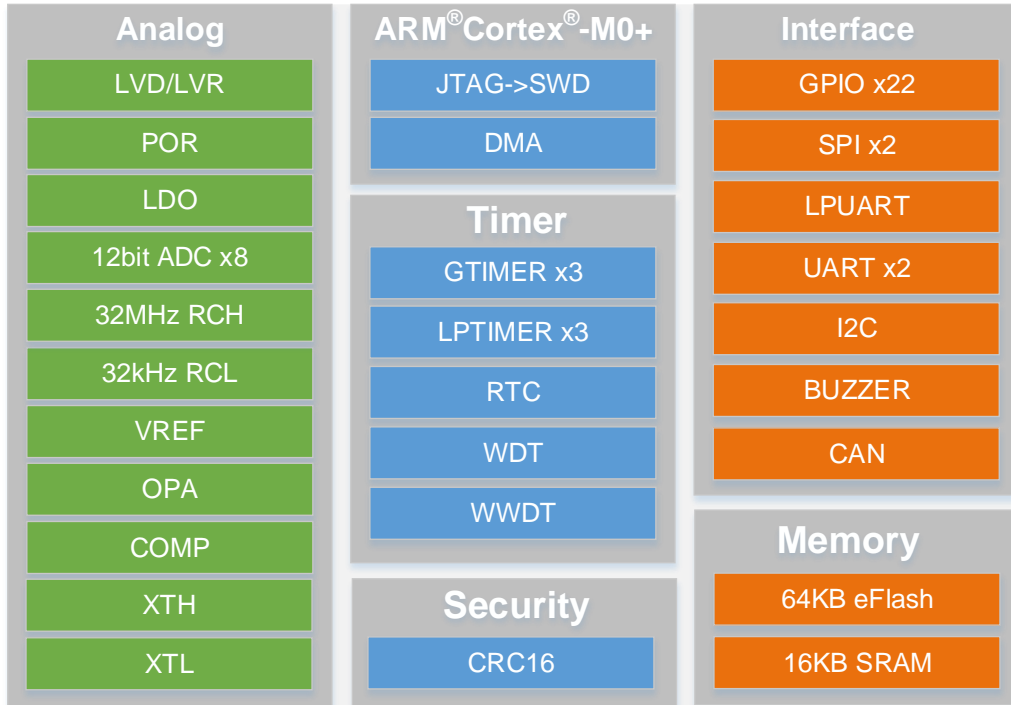 Analog
LVD/LVR
POR
LDO
12bit ADC x8
32MHz RCH
32kHz RCL
VREF
OPA
COMP
XTH
XTL
ARM®Cortex®-M0+
JTAG->SWD
DMA
Timer
GTIMER x3
LPTIMER x3
RTC
WDT
WWDT
Security
CRC16
Interface
GPIO x22
SPI x2
LPUART
UART x2
I2C
BUZZER
CAN
Memory
64KB eFlash
16KB SRAM